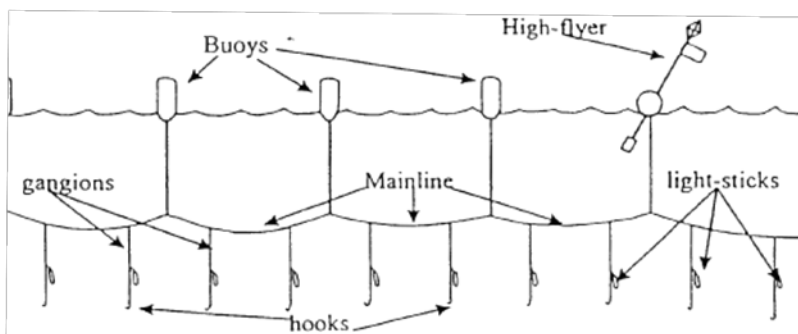 High-flyer
Buoys
gangions
Mainline
light-sticks
hooks